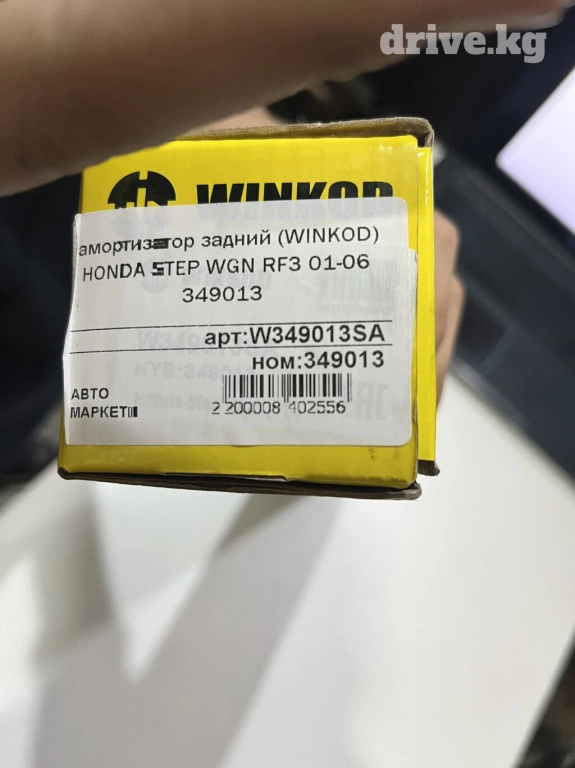 drive.kg
WINKOD
амортизатор задний (WINKOD)
HONDA STEP WGN RF3 01-06
349013
арт:W349013SA
ном:349013
АВТО
МАРКЕТ
2 200008 402556